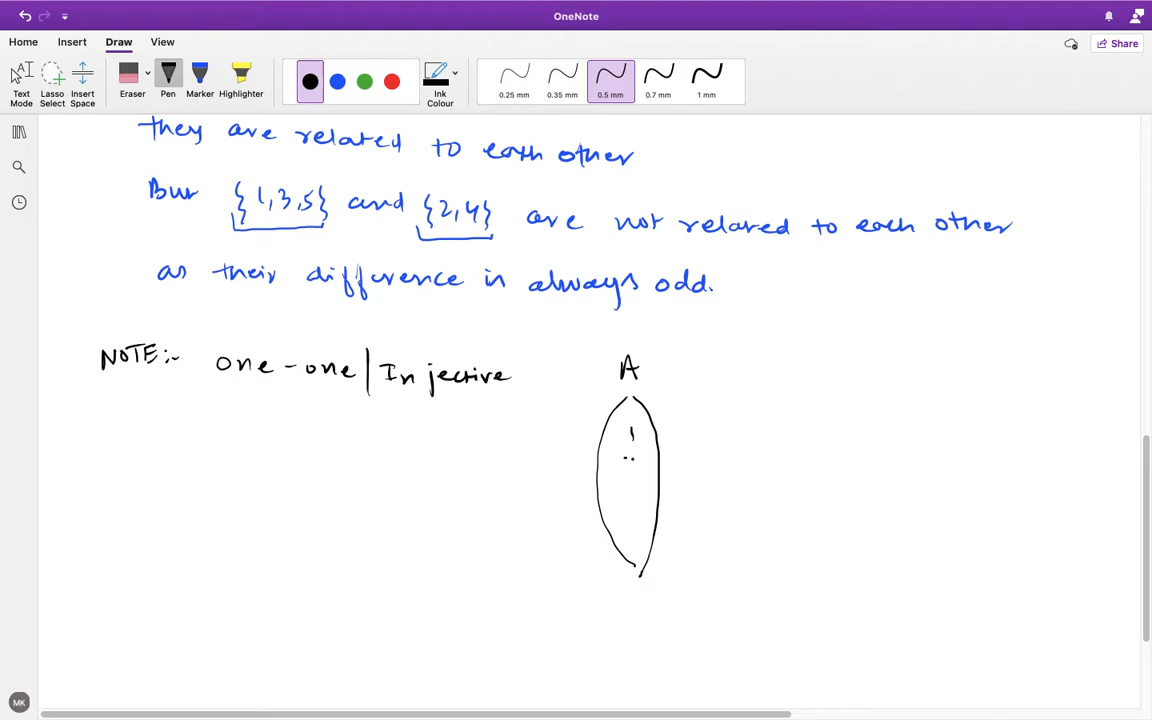 OneNote
Home Insert Draw View
Share
Text Mode Lasso Select Insert Space Eraser Pen Marker Highlighter Ink Colour 0.25 mm 0.35 mm 0.5 mm 0.7 mm 1 mm
they are related to each other
But {1,3,5} and {2,4} are not related to each other
as their difference is always odd.
NOTE:- one-one | Injective A
1
MK